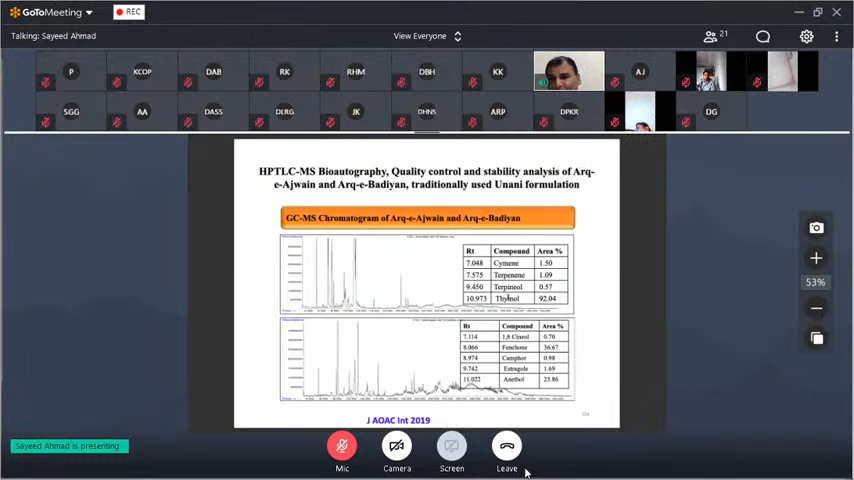 GoToMeeting
REC
Talking: Sayeed Ahmad
View Everyone
21
P
KCOP
DAB
RK
RHM
DBH
KK
AJ
SGG
AA
DASS
DLRG
JK
DHNS
ARP
DPKR
DG
HPTLC-MS Bioautography, Quality control and stability analysis of Arq-
e-Ajwain and Arq-e-Badiyan, traditionally used Unani formulation
GC-MS Chromatogram of Arq-e-Ajwain and Arq-e-Badiyan
Rt Compound Area %
7.048 Cymene 1.50
7.575 Terpenene 1.09
9.450 Terpineol 0.57
10.973 Thymol 92.04
Rt Compound Area %
7.114 1,8 Cineol 0.70
8.066 Fenchone 36.67
8.974 Camphor 0.98
9.742 Estragole 1.69
11.022 Anethol 23.86
J AOAC Int 2019
53%
Sayeed Ahmad is presenting
Mic
Camera
Screen
Leave